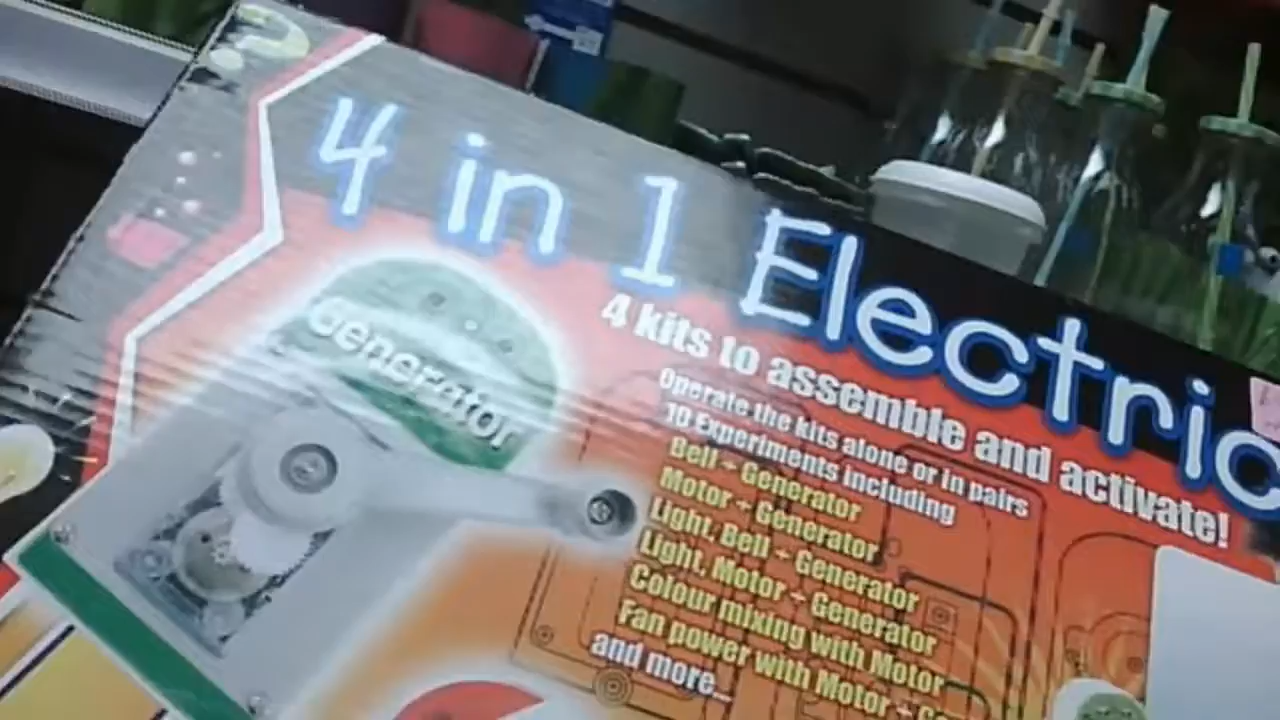 4 in 1 Electric
4 kits to assemble and activate!
Operate the kits alone or in pairs
10 Experiments including
Bell + Generator
Motor + Generator
Light, Bell + Generator
Light, Motor + Generator
Colour mixing with Motor
Fan power with Motor +
and more...
Generator